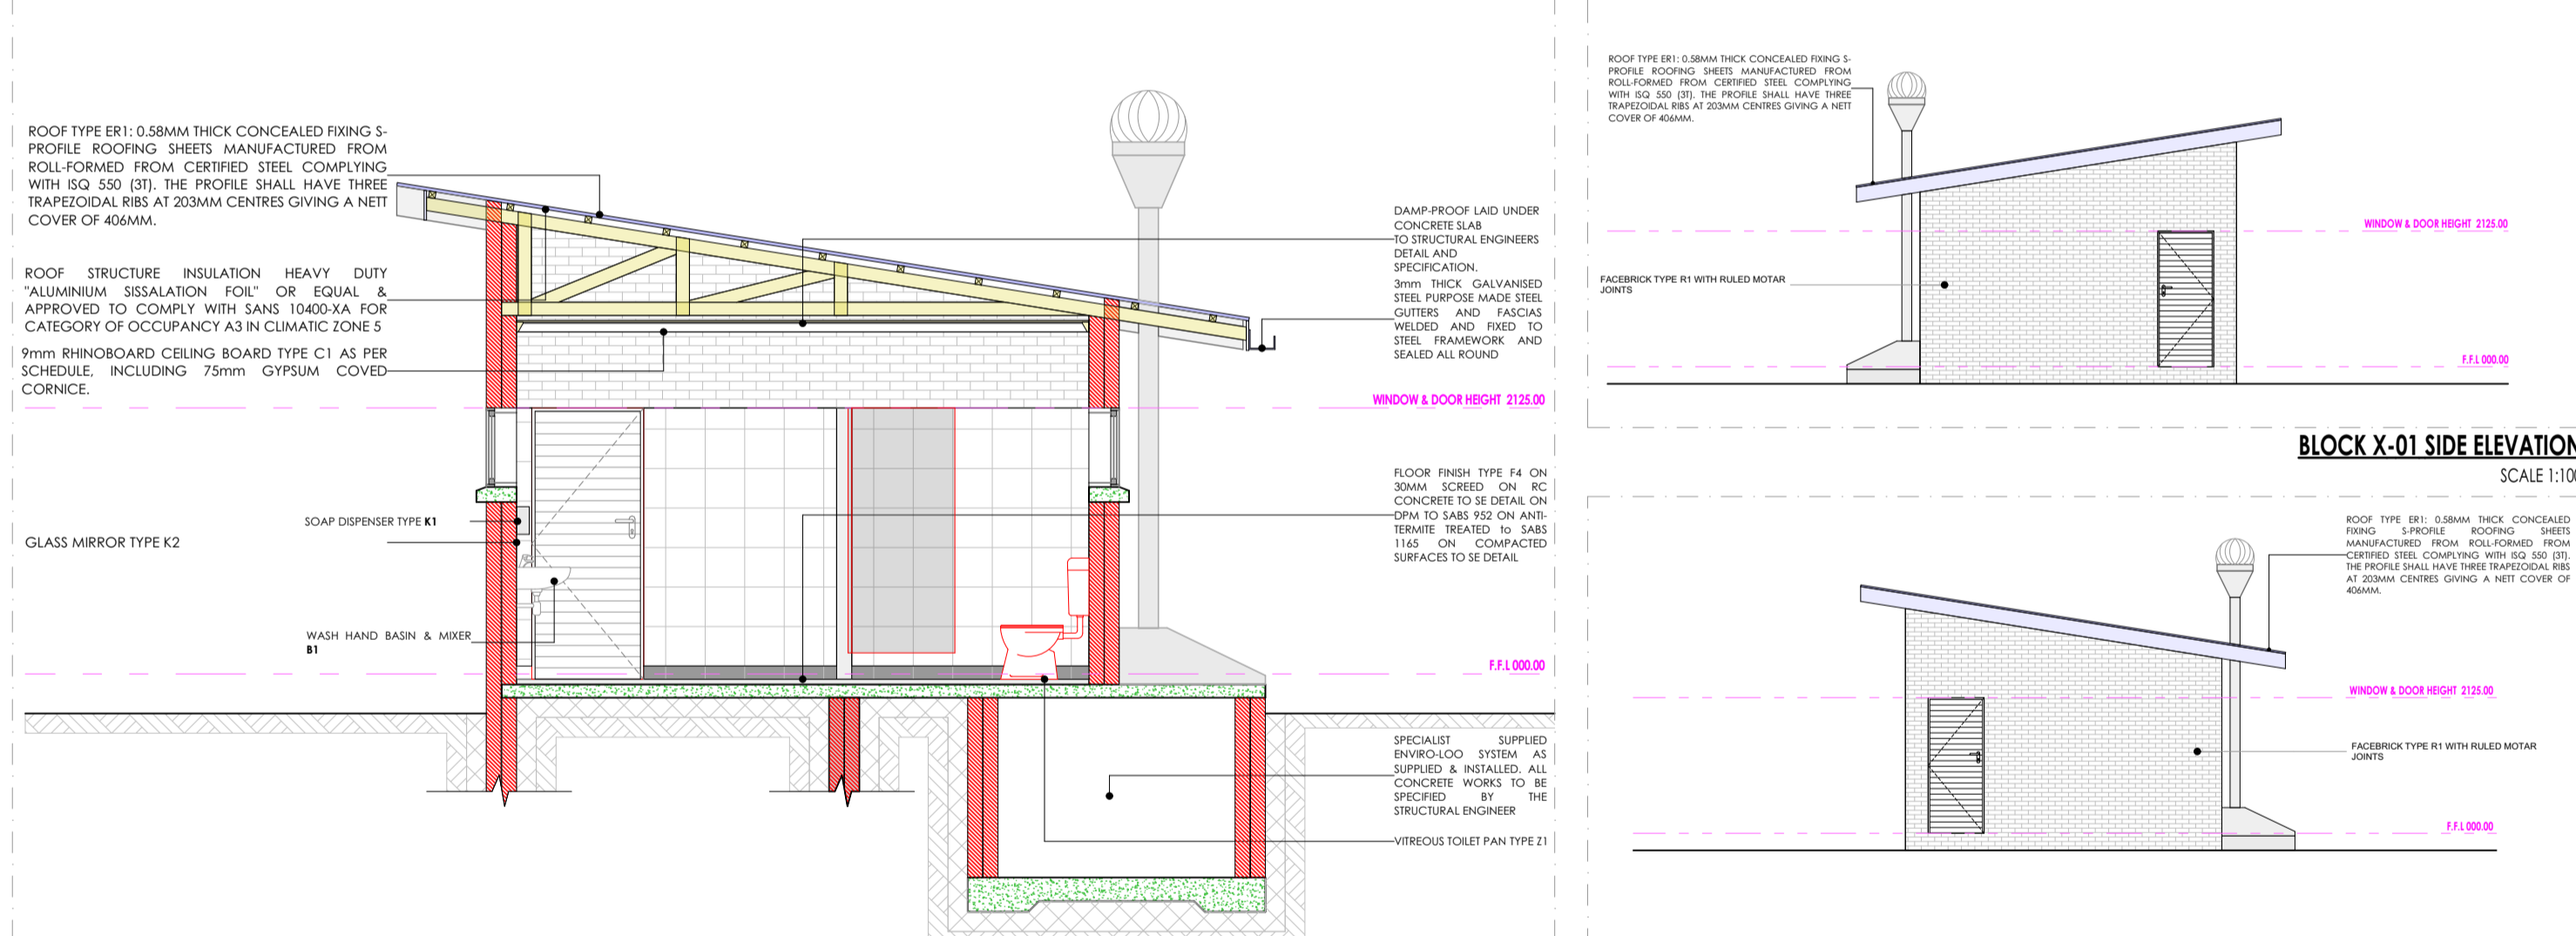 ROOF TYPE ER1: 0.58MM THICK CONCEALED FIXING S-
PROFILE ROOFING SHEETS MANUFACTURED FROM
ROLL-FORMED FROM CERTIFIED STEEL COMPLYING
WITH ISQ 550 (3T). THE PROFILE SHALL HAVE THREE
TRAPEZOIDAL RIBS AT 203MM CENTRES GIVING A NETT
COVER OF 406MM.
ROOF STRUCTURE INSULATION HEAVY DUTY
"ALUMINIUM SISSALATION FOIL" OR EQUAL &
APPROVED TO COMPLY WITH SANS 10400-XA FOR
CATEGORY OF OCCUPANCY A3 IN CLIMATIC ZONE 5
9mm RHINOBOARD CEILING BOARD TYPE C1 AS PER
SCHEDULE, INCLUDING 75mm GYPSUM COVED
CORNICE.
SOAP DISPENSER TYPE K1
GLASS MIRROR TYPE K2
WASH HAND BASIN & MIXER
B1
DAMP-PROOF LAID UNDER
CONCRETE SLAB
TO STRUCTURAL ENGINEERS
DETAIL AND
SPECIFICATION.
3mm THICK GALVANISED
STEEL PURPOSE MADE STEEL
GUTTERS AND FASCIAS
WELDED AND FIXED TO
STEEL FRAMEWORK AND
SEALED ALL ROUND
WINDOW & DOOR HEIGHT 2125.00
FLOOR FINISH TYPE F4 ON
30MM SCREED ON RC
CONCRETE TO SE DETAIL ON
DPM TO SABS 952 ON ANTI-
TERMITE TREATED to SABS
1165 ON COMPACTED
SURFACES TO SE DETAIL
F.F.L 000.00
SPECIALIST SUPPLIED
ENVIRO-LOO SYSTEM AS
SUPPLIED & INSTALLED. ALL
CONCRETE WORKS TO BE
SPECIFIED BY THE
STRUCTURAL ENGINEER
VITREOUS TOILET PAN TYPE Z1
ROOF TYPE ER1: 0.58MM THICK CONCEALED FIXING S-
PROFILE ROOFING SHEETS MANUFACTURED FROM
ROLL-FORMED FROM CERTIFIED STEEL COMPLYING
WITH ISQ 550 (3T). THE PROFILE SHALL HAVE THREE
TRAPEZOIDAL RIBS AT 203MM CENTRES GIVING A NETT
COVER OF 406MM.
WINDOW & DOOR HEIGHT 2125.00
FACEBRICK TYPE R1 WITH RULED MOTAR
JOINTS
F.F.L 000.00
BLOCK X-01 SIDE ELEVATION
SCALE 1:100
ROOF TYPE ER1: 0.58MM THICK CONCEALED
FIXING S-PROFILE ROOFING SHEETS
MANUFACTURED FROM ROLL-FORMED FROM
CERTIFIED STEEL COMPLYING WITH ISQ 550 (3T).
THE PROFILE SHALL HAVE THREE TRAPEZOIDAL RIBS
AT 203MM CENTRES GIVING A NETT COVER OF
406MM.
WINDOW & DOOR HEIGHT 2125.00
FACEBRICK TYPE R1 WITH RULED MOTAR
JOINTS
F.F.L 000.00